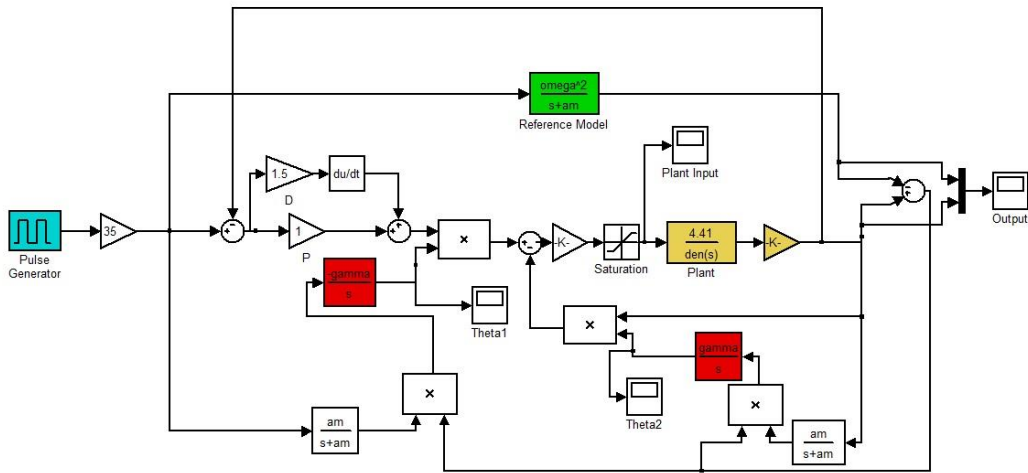 omega^2
s+am
Reference Model
1.5
D
du/dt
Plant Input
Output
Pulse
Generator
35
+
-
1
P
+
+
×
+
-
-K-
Saturation
4.41
den(s)
Plant
-K-
-gamma
s
Theta1
×
gamma
s
Theta2
×
×
am
s+am
am
s+am